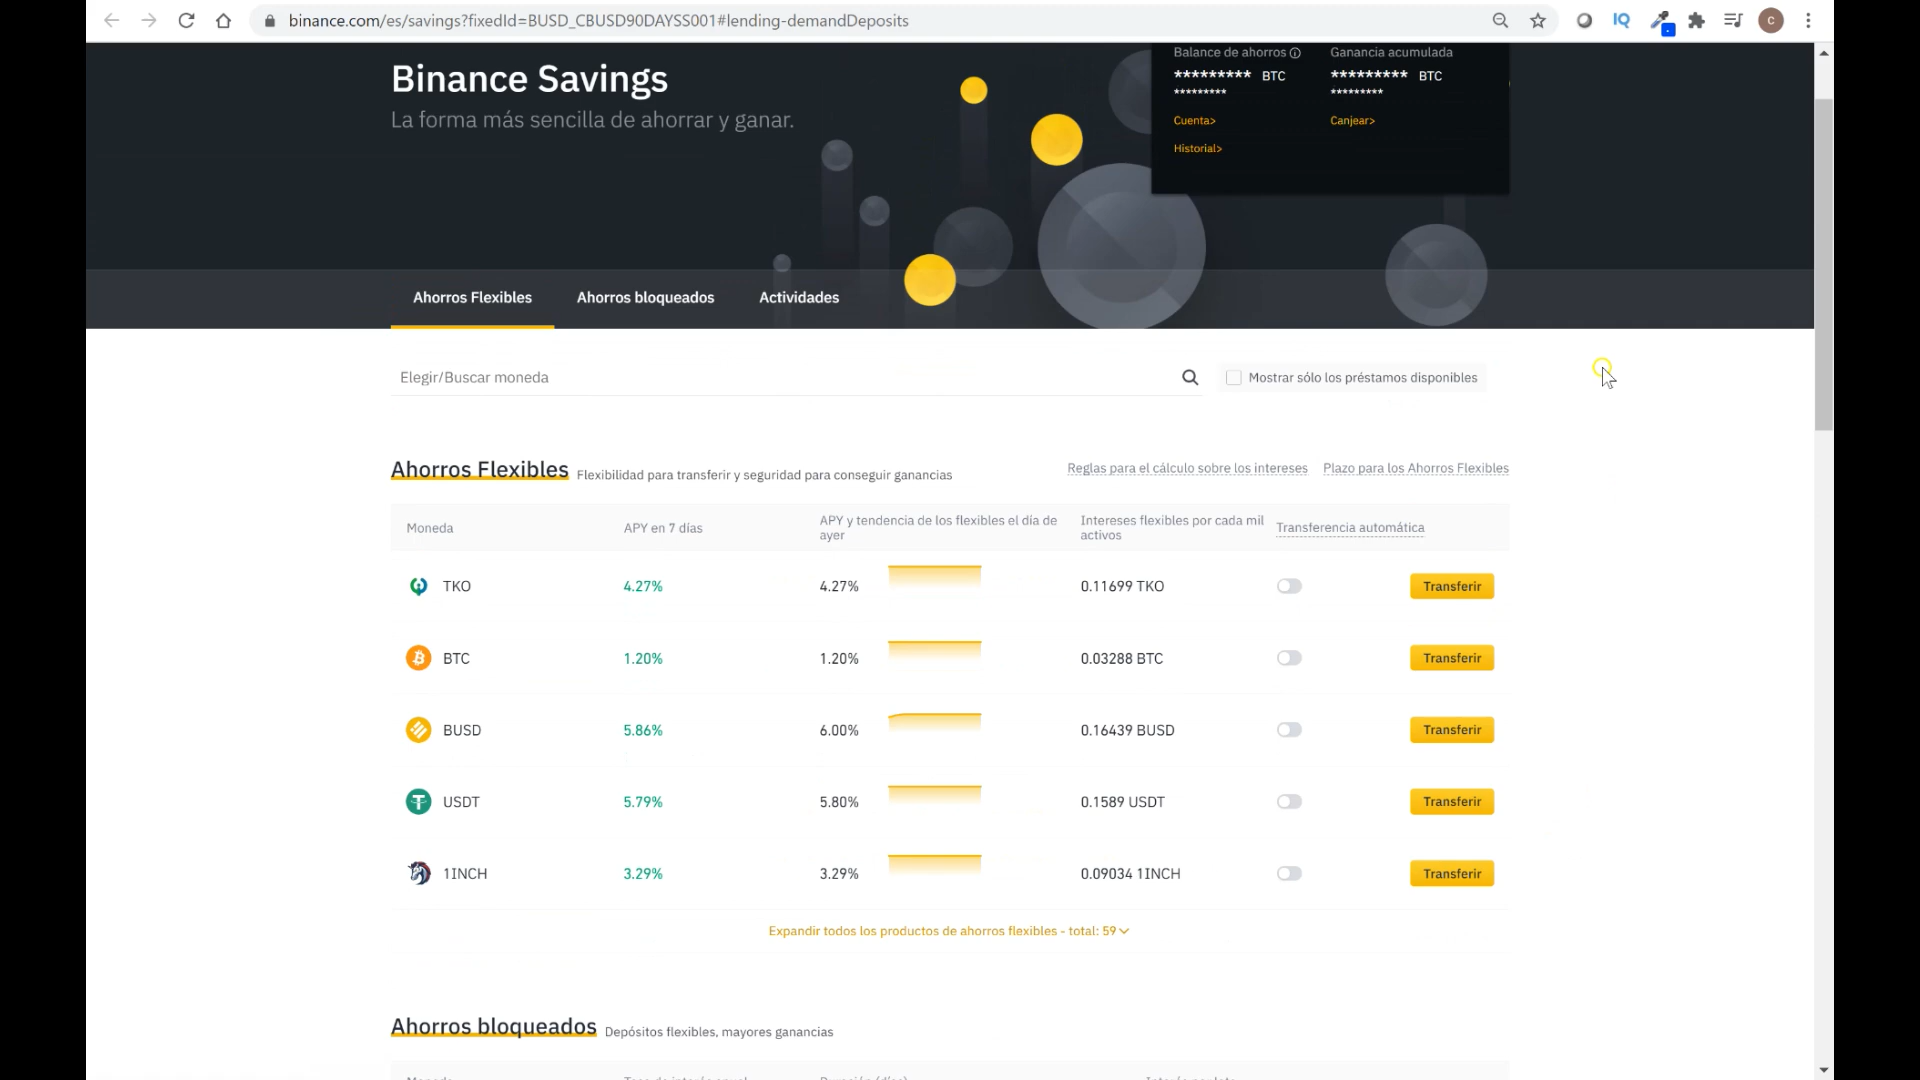 binance.com/es/savings?fixedId=BUSD_CBUSD90DAYSS001#lending-demandDeposits
IQ
C
Binance Savings
La forma más sencilla de ahorrar y ganar.
Balance de ahorros Ganancia acumulada
********* BTC ********* BTC
********* *********
Cuenta> Canjear>
Historial>
Ahorros Flexibles Ahorros bloqueados Actividades
Elegir/Buscar moneda Mostrar sólo los préstamos disponibles
Ahorros Flexibles Flexibilidad para transferir y seguridad para conseguir ganancias Reglas para el cálculo sobre los intereses Plazo para los Ahorros Flexibles
Moneda APY en 7 días APY y tendencia de los flexibles el día de ayer Intereses flexibles por cada mil activos Transferencia automática
TKO 4.27% 4.27% 0.11699 TKO Transferir
BTC 1.20% 1.20% 0.03288 BTC Transferir
BUSD 5.86% 6.00% 0.16439 BUSD Transferir
USDT 5.79% 5.80% 0.1589 USDT Transferir
1INCH 3.29% 3.29% 0.09034 1INCH Transferir
Expandir todos los productos de ahorros flexibles - total: 59
Ahorros bloqueados Depósitos flexibles, mayores ganancias